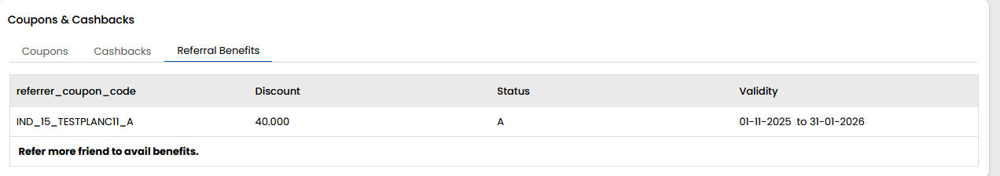 Coupons & Cashbacks
Coupons Cashbacks Referral Benefits
referrer_coupon_code Discount Status Validity
IND_15_TESTPLANC11_A 40.000 A 01-11-2025 to 31-01-2026
Refer more friend to avail benefits.